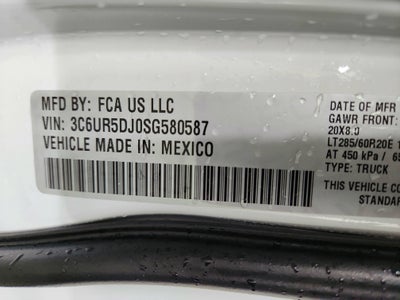 MFD BY: FCA US LLC
VIN: 3C6UR5DJ0SG580587
VEHICLE MADE IN: MEXICO
DATE OF MFR
GAWR FRONT:
20X8.0
LT285/60R20E
AT 450 kPa /
TYPE: TRUCK
THIS VEHICLE
STANDAR